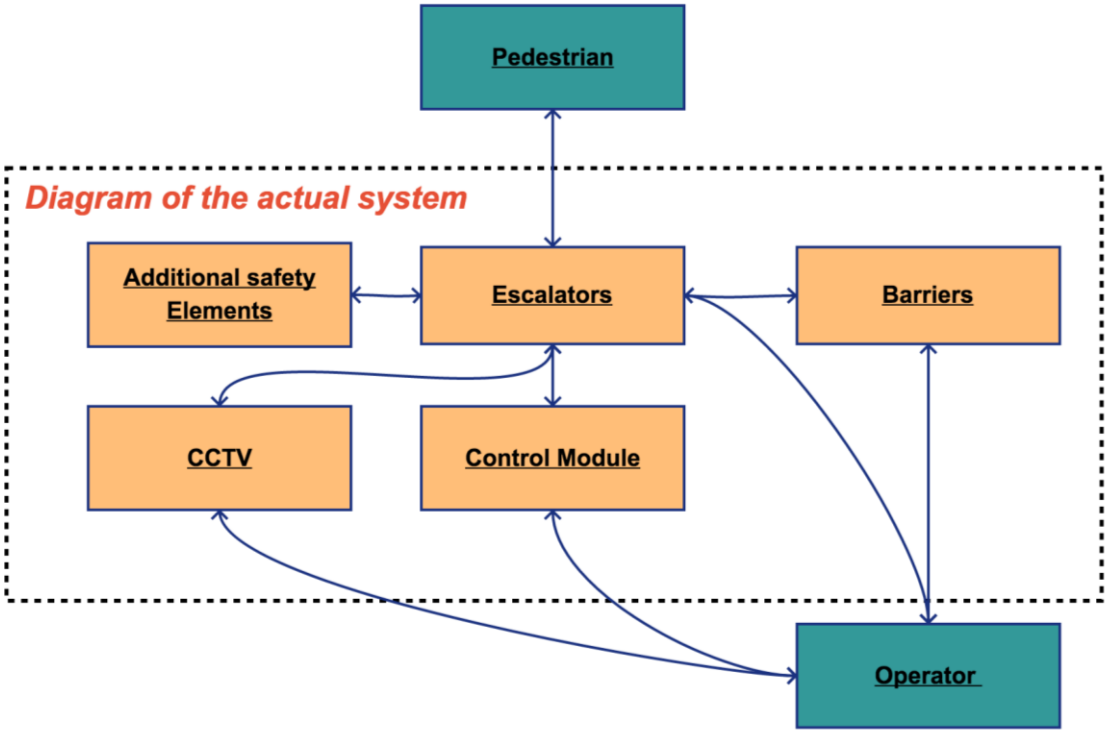 Pedestrian
Diagram of the actual system
Additional safety
Elements
Escalators
Barriers
CCTV
Control Module
Operator